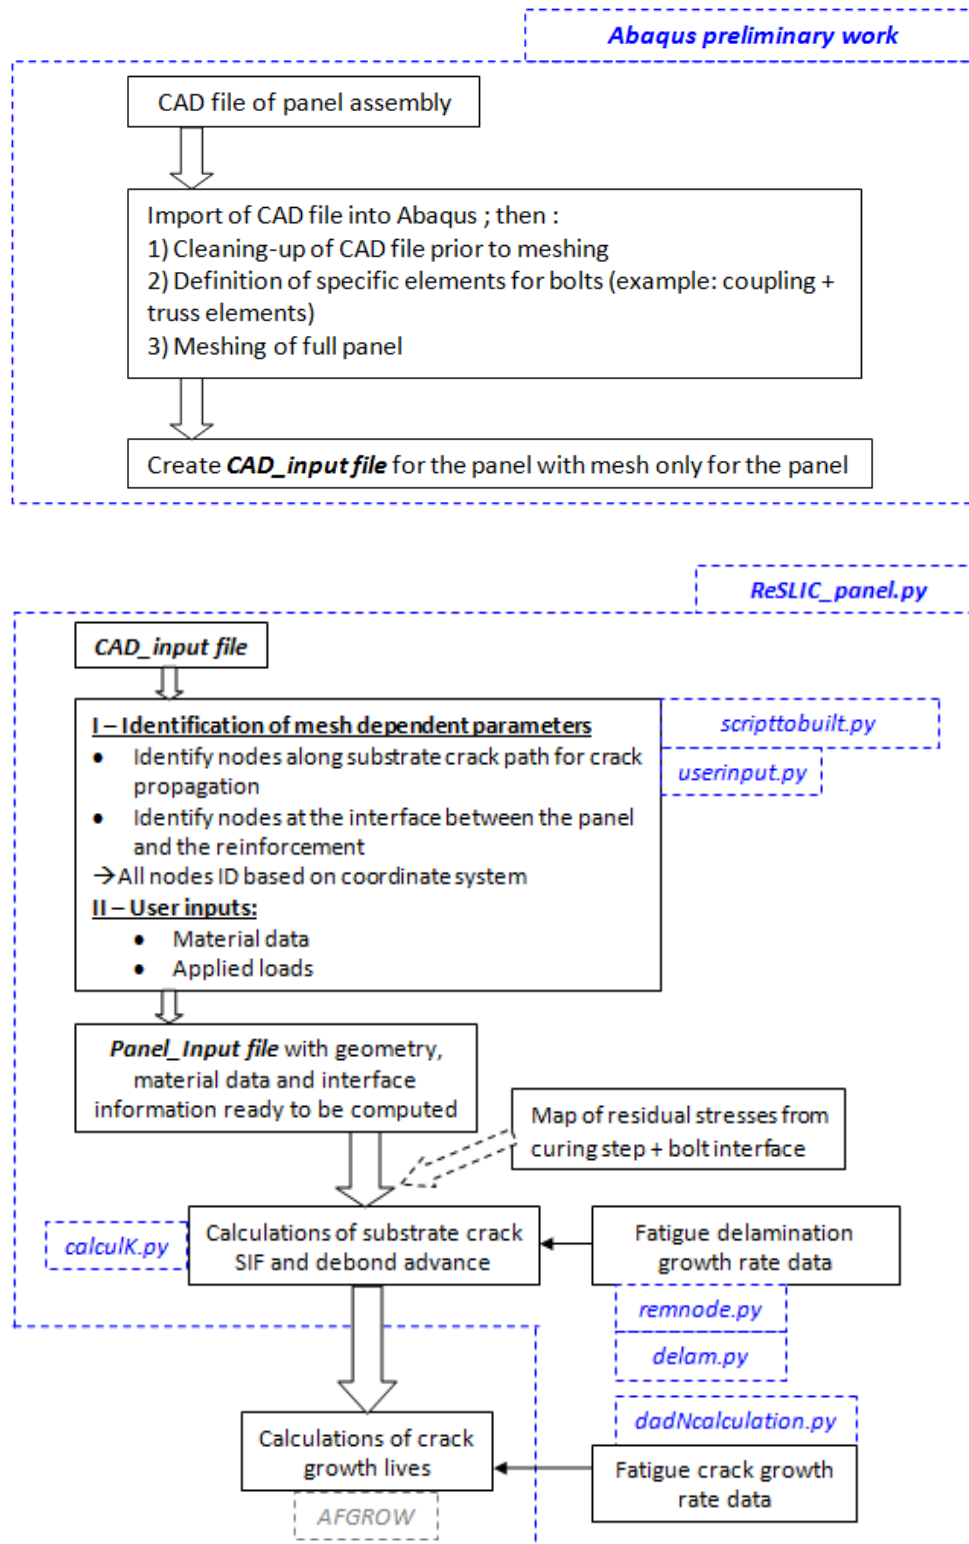 Abaqus preliminary work
CAD file of panel assembly
Import of CAD file into Abaqus ; then :
1) Cleaning-up of CAD file prior to meshing
2) Definition of specific elements for bolts (example: coupling +
truss elements)
3) Meshing of full panel
Create CAD_input file for the panel with mesh only for the panel
ReSLIC_panel.py
CAD_input file
I – Identification of mesh dependent parameters
• Identify nodes along substrate crack path for crack
propagation
• Identify nodes at the interface between the panel
and the reinforcement
→All nodes ID based on coordinate system
II – User inputs:
• Material data
• Applied loads
scripttobuilt.py
userinput.py
Panel_Input file with geometry,
material data and interface
information ready to be computed
Map of residual stresses from
curing step + bolt interface
calculK.py
Calculations of substrate crack
SIF and debond advance
Fatigue delamination
growth rate data
remnode.py
delam.py
dadNcalculation.py
Calculations of crack
growth lives
Fatigue crack growth
rate data
AFGROW